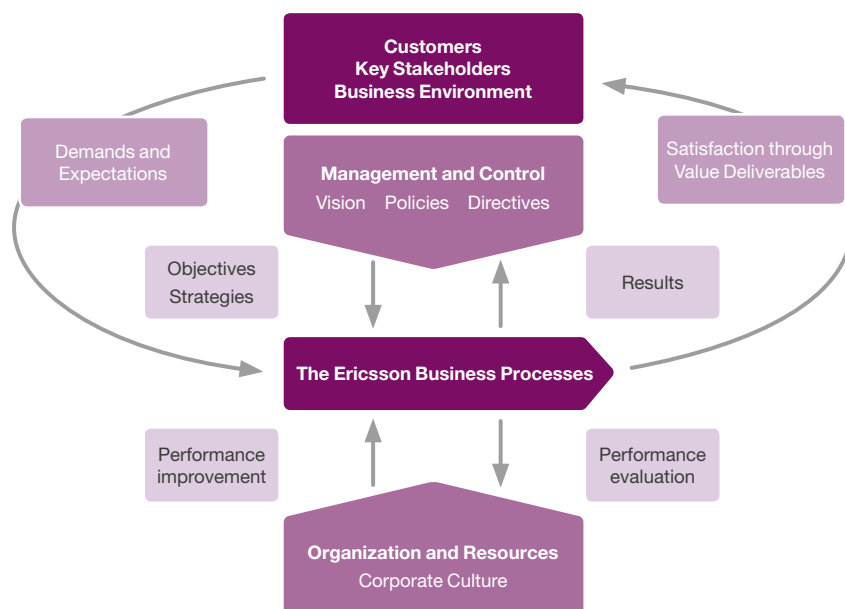 Customers
Key Stakeholders
Business Environment
Demands and
Expectations
Satisfaction through
Value Deliverables
Management and Control
Vision Policies Directives
Objectives
Strategies
Results
The Ericsson Business Processes
Performance
improvement
Performance
evaluation
Organization and Resources
Corporate Culture